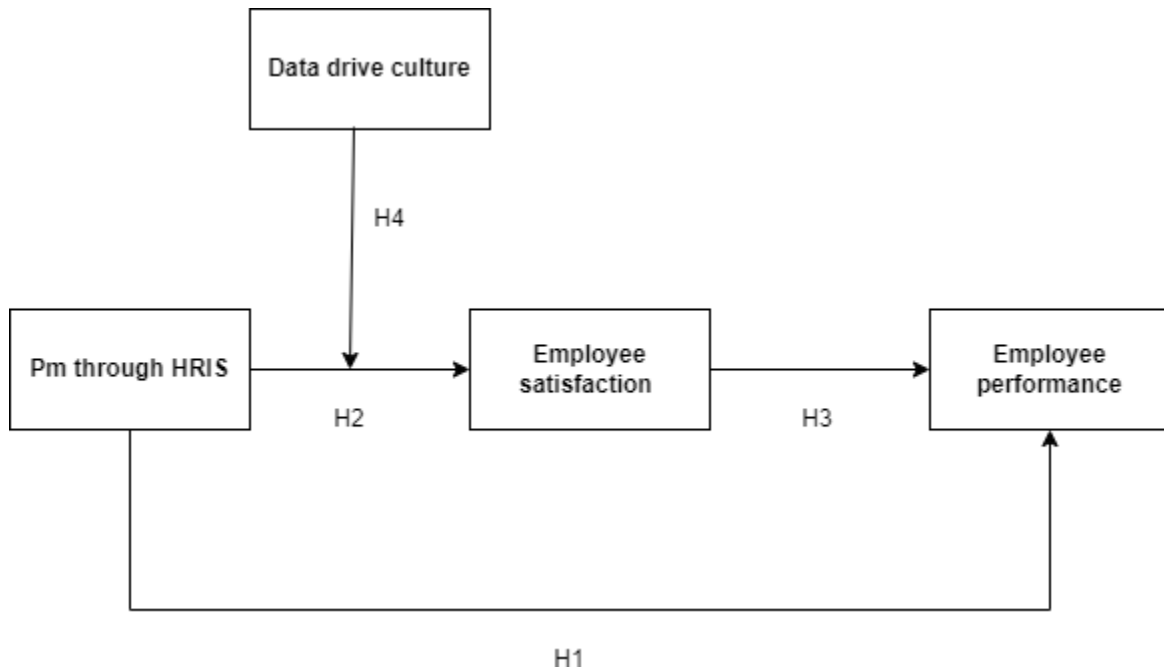 Data drive culture
H4
Pm through HRIS
Employee
satisfaction
Employee
performance
H2
H3
H1